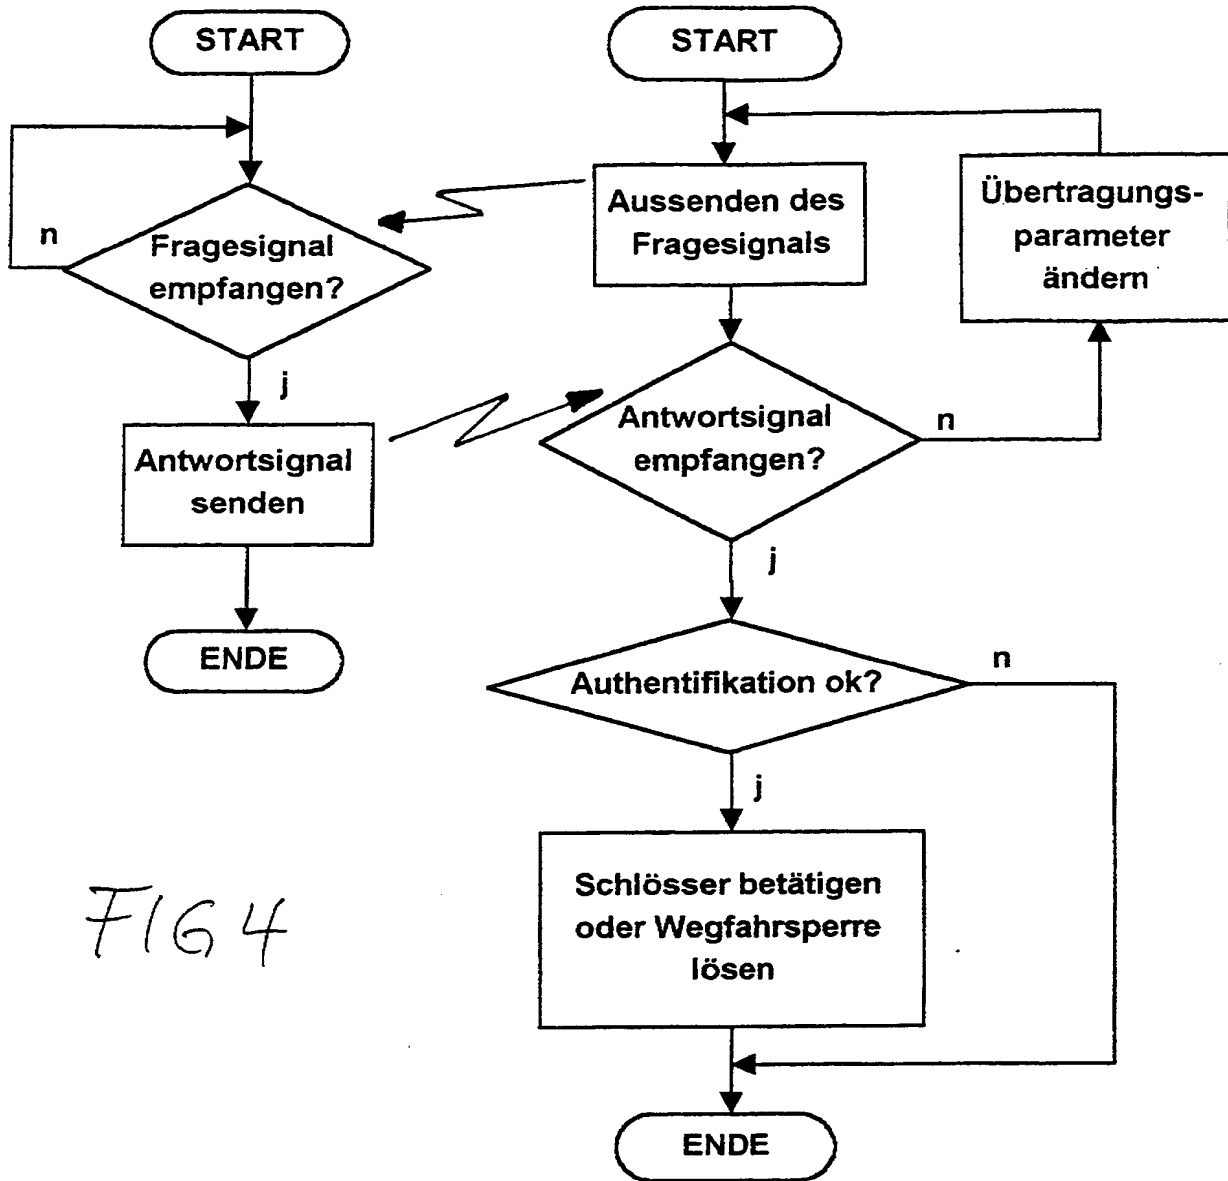 START
n
Fragesignal
empfangen?
j
Antwortsignal
senden
ENDE
START
Aussenden des
Fragesignals
Übertragungs-
parameter
ändern
Antwortsignal
empfangen?
n
j
Authentifikation ok?
n
j
Schlösser betätigen
oder Wegfahrsperre
lösen
ENDE
FIG 4